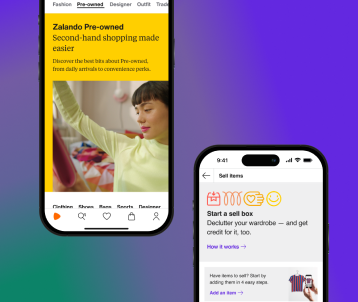 Fashion Pre-owned Designer Outfit
Zalando Pre-owned
Second-hand shopping made
easier
Discover the best bits about Pre-owned,
from daily arrivals to convenience parks.
Clothing Shoes Bags Sports Designer
9:41
Sell items
Start a sell box
Declutter your wardrobe — and get
credit for it, too.
How it works →
Have items to sell? Start by
adding them in 4 easy steps.
Add an item →